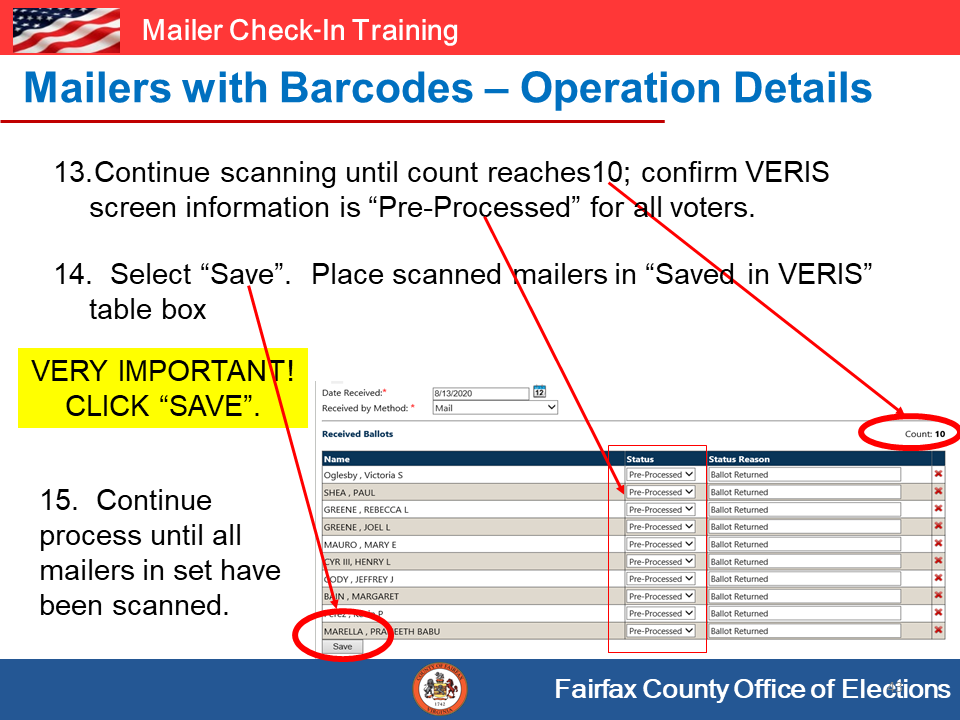 Mailer Check-In Training
Mailers with Barcodes – Operation Details
13.Continue scanning until count reaches10; confirm VERIS
screen information is “Pre-Processed” for all voters.
14. Select “Save”. Place scanned mailers in “Saved in VERIS”
table box
VERY IMPORTANT!
CLICK “SAVE”.
15. Continue
process until all
mailers in set have
been scanned.
Date Received:* 8/13/2020 12
Received by Method: * Mail
Received Ballots Count: 10
Name Status Status Reason
Oglesby , Victoria S Pre-Processed Ballot Returned
SHEA , PAUL Pre-Processed Ballot Returned
GREENE , REBECCA L Pre-Processed Ballot Returned
GREENE , JOEL L Pre-Processed Ballot Returned
MAURO , MARY E Pre-Processed Ballot Returned
CYR III, HENRY L Pre-Processed Ballot Returned
CODY , JEFFREY J Pre-Processed Ballot Returned
BAIN , MARGARET Pre-Processed Ballot Returned
P Pre-Processed Ballot Returned
MARELLA , PRANEETH BABU Pre-Processed Ballot Returned
Save
COUNTY OF FAIRFAX
1742
VIRGINIA
Fairfax County Office of Elections